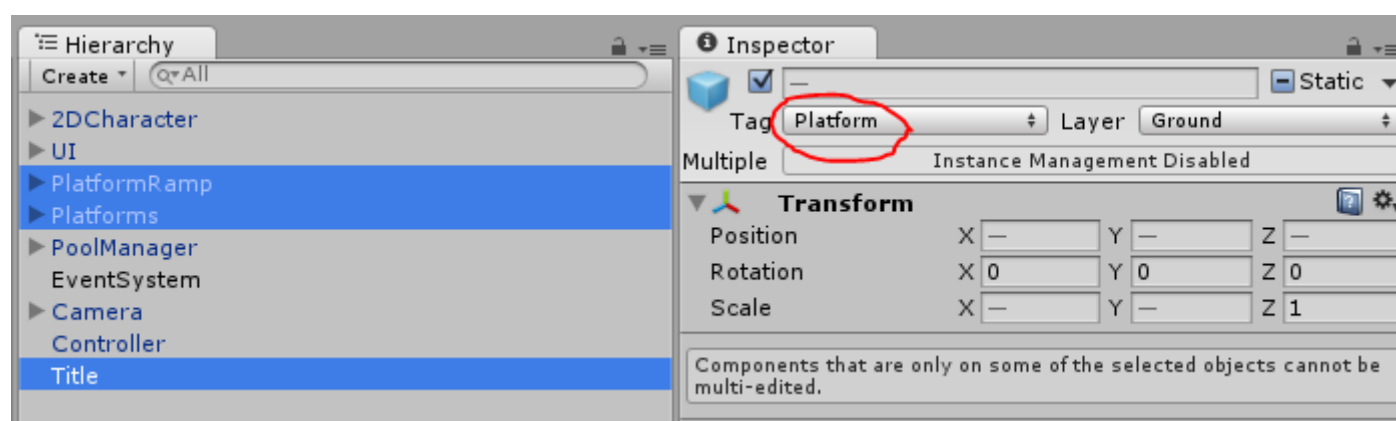 Hierarchy
Create All
2DCharacter
UI
PlatformRamp
Platforms
PoolManager
EventSystem
Camera
Controller
Title
Inspector
— Static
Tag Platform Layer Ground
Multiple Instance Management Disabled
Transform
Position X — Y — Z —
Rotation X 0 Y 0 Z 0
Scale X — Y — Z 1
Components that are only on some of the selected objects cannot be
multi-edited.